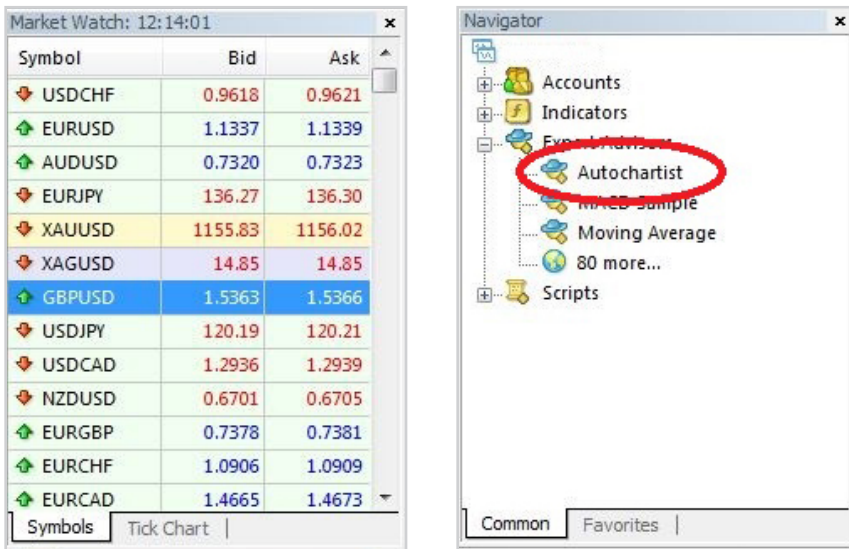 Market Watch: 12:14:01
Symbol Bid Ask
USDCHF 0.9618 0.9621
EURUSD 1.1337 1.1339
AUDUSD 0.7320 0.7323
EURJPY 136.27 136.30
XAUUSD 1155.83 1156.02
XAGUSD 14.85 14.85
GBPUSD 1.5363 1.5366
USDJPY 120.19 120.21
USDCAD 1.2936 1.2939
NZDUSD 0.6701 0.6705
EURGBP 0.7378 0.7381
EURCHF 1.0906 1.0909
EURCAD 1.4665 1.4673
Symbols Tick Chart
Navigator
Accounts
Indicators
Expert Advisors
Autochartist
MACD Sample
Moving Average
80 more...
Scripts
Common Favorites